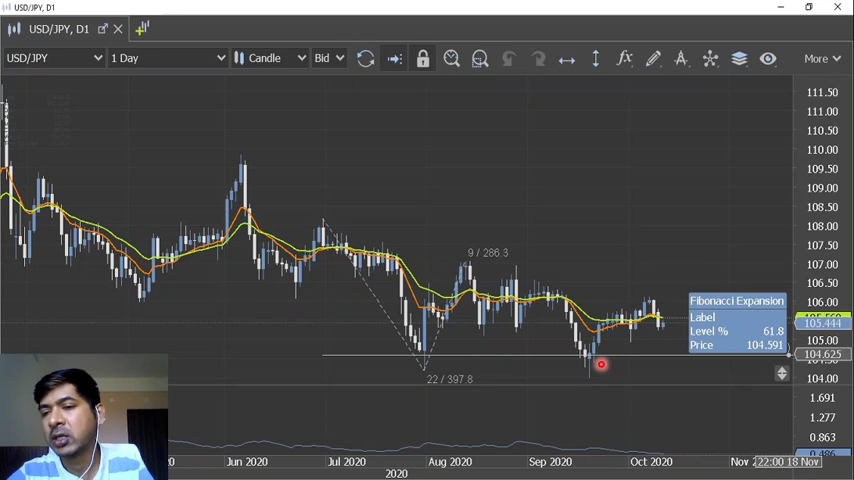 USD/JPY, D1
USD/JPY, D1
USD/JPY
1 Day
Candle
Bid
More
111.50
111.00
110.50
110.00
109.50
109.00
108.50
108.00
107.50
107.00
106.50
106.00
105.444
105.00
104.625
104.00
1.691
1.277
0.863
9 / 286.3
22 / 397.8
Fibonacci Expansion
Label
Level % 61.8
Price 104.591
Jun 2020
Jul 2020
Aug 2020
Sep 2020
Oct 2020
22:00 18 Nov
2020